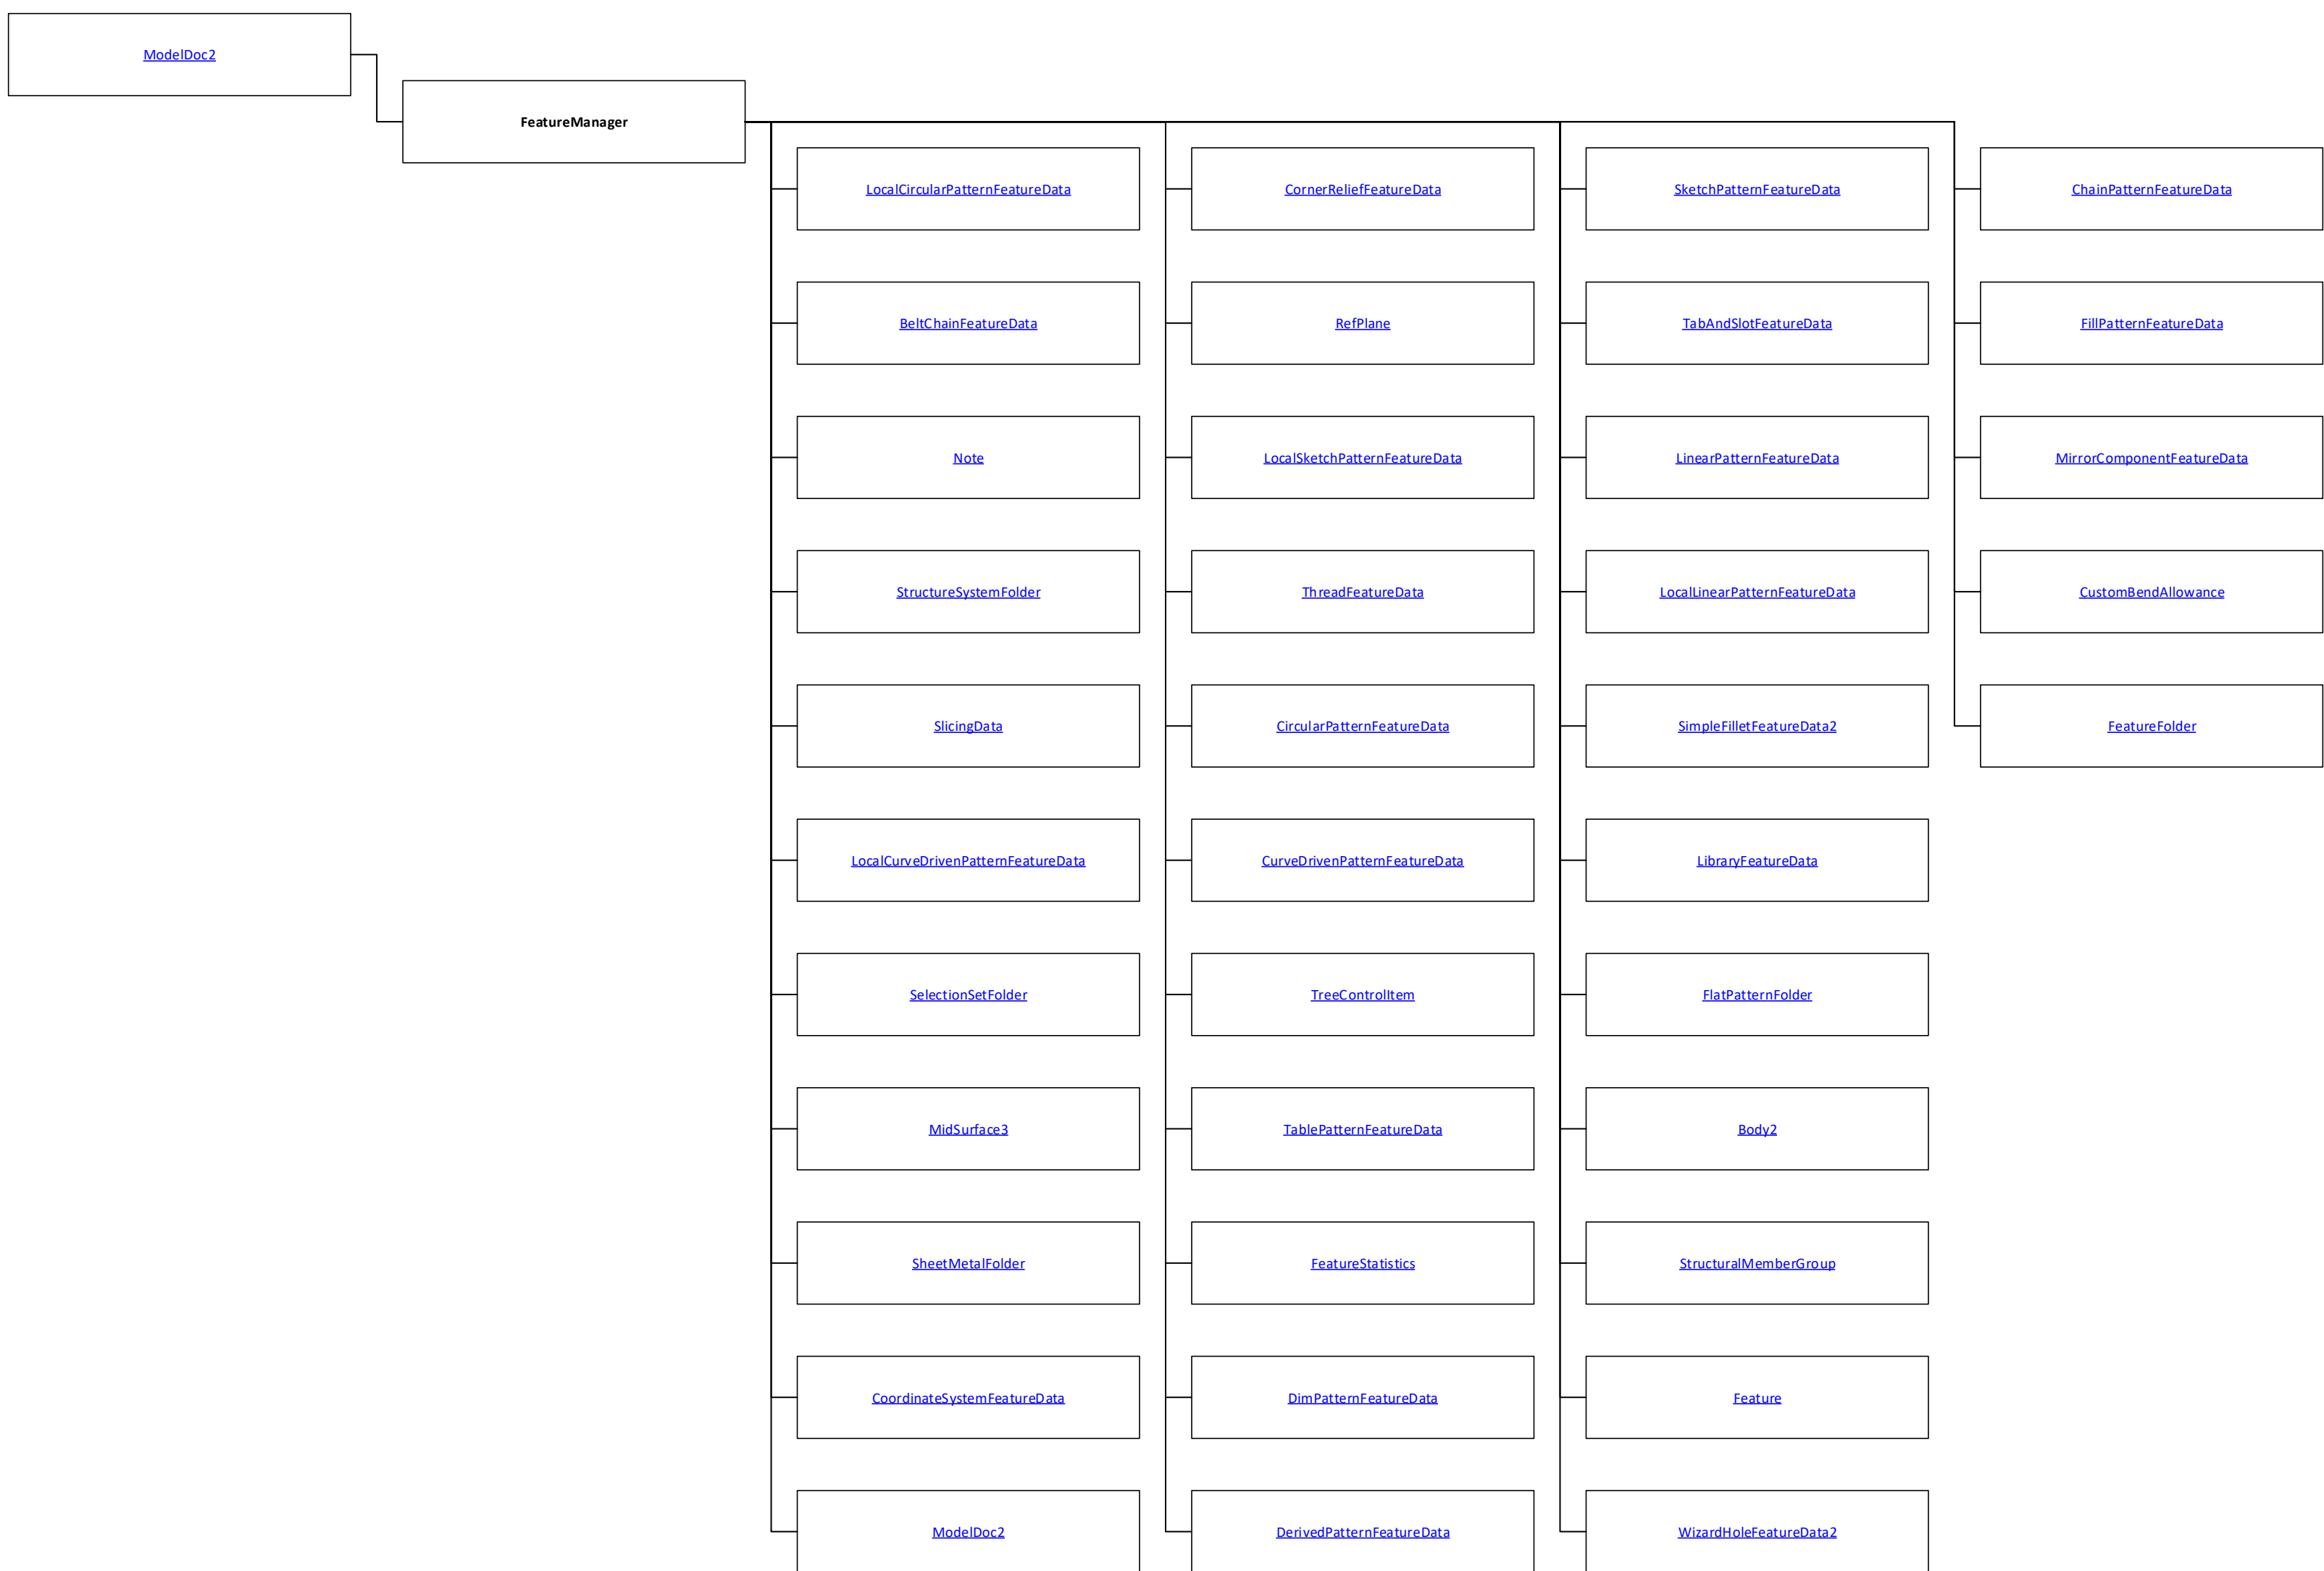 ModelDoc2
FeatureManager
LocalCircularPatternFeatureData
CornerReliefFeatureData
SketchPatternFeatureData
ChainPatternFeatureData
BeltChainFeatureData
RefPlane
TabAndSlotFeatureData
FillPatternFeatureData
Note
LocalSketchPatternFeatureData
LinearPatternFeatureData
MirrorComponentFeatureData
StructureSystemFolder
ThreadFeatureData
LocalLinearPatternFeatureData
CustomBendAllowance
SlicingData
CircularPatternFeatureData
SimpleFilletFeatureData2
FeatureFolder
LocalCurveDrivenPatternFeatureData
CurveDrivenPatternFeatureData
LibraryFeatureData
SelectionSetFolder
TreeControlItem
FlatPatternFolder
MidSurface3
TablePatternFeatureData
Body2
SheetMetalFolder
FeatureStatistics
StructuralMemberGroup
CoordinateSystemFeatureData
DimPatternFeatureData
Feature
ModelDoc2
DerivedPatternFeatureData
WizardHoleFeatureData2